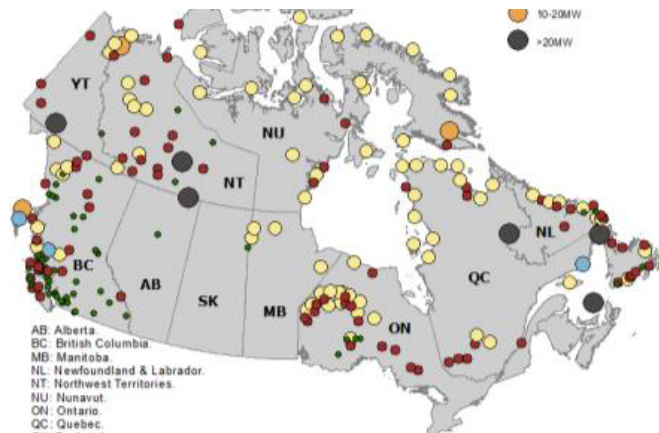 10-20MW
>20MW
YT
NU
NT
NL
BC
AB
QC
SK
MB
ON
AB: Alberta.
BC: British Columbia.
MB: Manitoba.
NL: Newfoundland & Labrador.
NT: Northwest Territories.
NU: Nunavut.
ON: Ontario.
QC: Quebec.